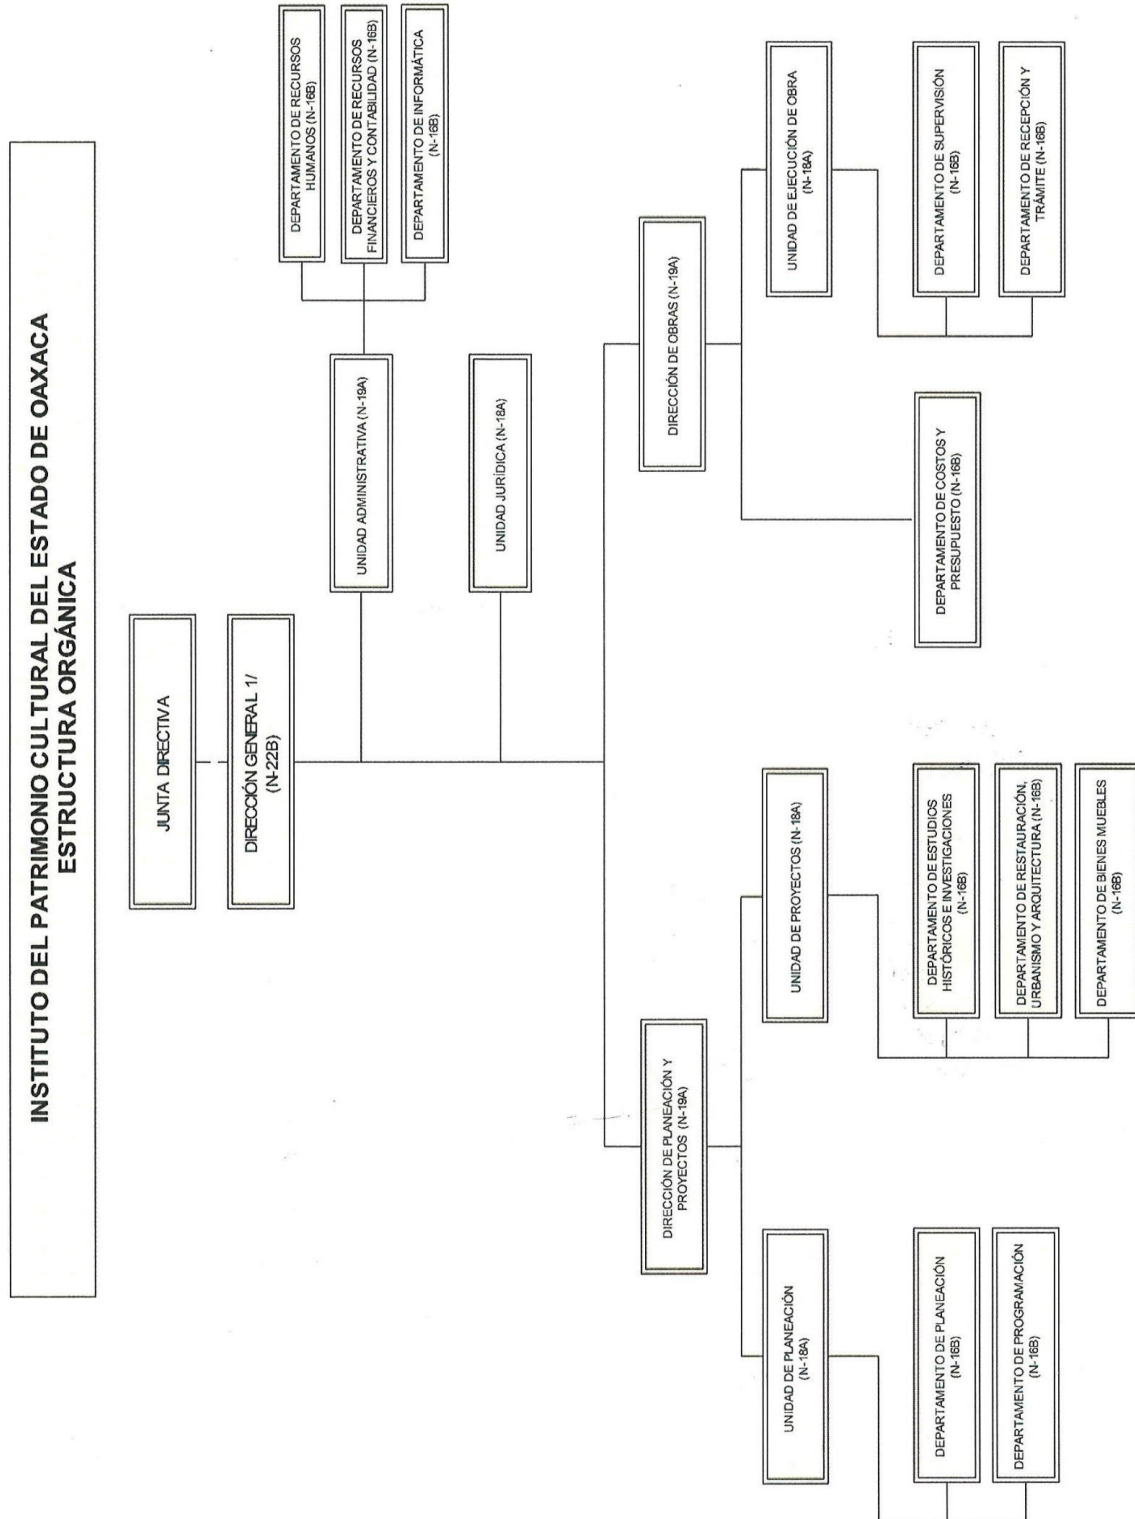 INSTITUTO DEL PATRIMONIO CULTURAL DEL ESTADO DE OAXACA
ESTRUCTURA ORGÁNICA
JUNTA DIRECTIVA
DIRECCIÓN GENERAL 1/
(N-22B)
UNIDAD ADMINISTRATIVA (N-19A)
DEPARTAMENTO DE RECURSOS
HUMANOS (N-16B)
DEPARTAMENTO DE RECURSOS
FINANCIEROS Y CONTABILIDAD (N-16B)
DEPARTAMENTO DE INFORMÁTICA
(N-16B)
UNIDAD JURÍDICA (N-18A)
DIRECCIÓN DE PLANEACIÓN Y
PROYECTOS (N-19A)
DIRECCIÓN DE OBRAS (N-19A)
UNIDAD DE PLANEACIÓN
(N-18A)
UNIDAD DE PROYECTOS (N-18A)
UNIDAD DE EJECUCIÓN DE OBRA
(N-18A)
DEPARTAMENTO DE PLANEACIÓN
(N-16B)
DEPARTAMENTO DE PROGRAMACIÓN
(N-16B)
DEPARTAMENTO DE ESTUDIOS
HISTÓRICOS E INVESTIGACIONES
(N-16B)
DEPARTAMENTO DE RESTAURACIÓN,
URBANISMO Y ARQUITECTURA (N-16B)
DEPARTAMENTO DE BIENES MUEBLES
(N-16B)
DEPARTAMENTO DE COSTOS Y
PRESUPUESTO (N-16B)
DEPARTAMENTO DE SUPERVISIÓN
(N-16B)
DEPARTAMENTO DE RECEPCIÓN Y
TRÁMITE (N-16B)